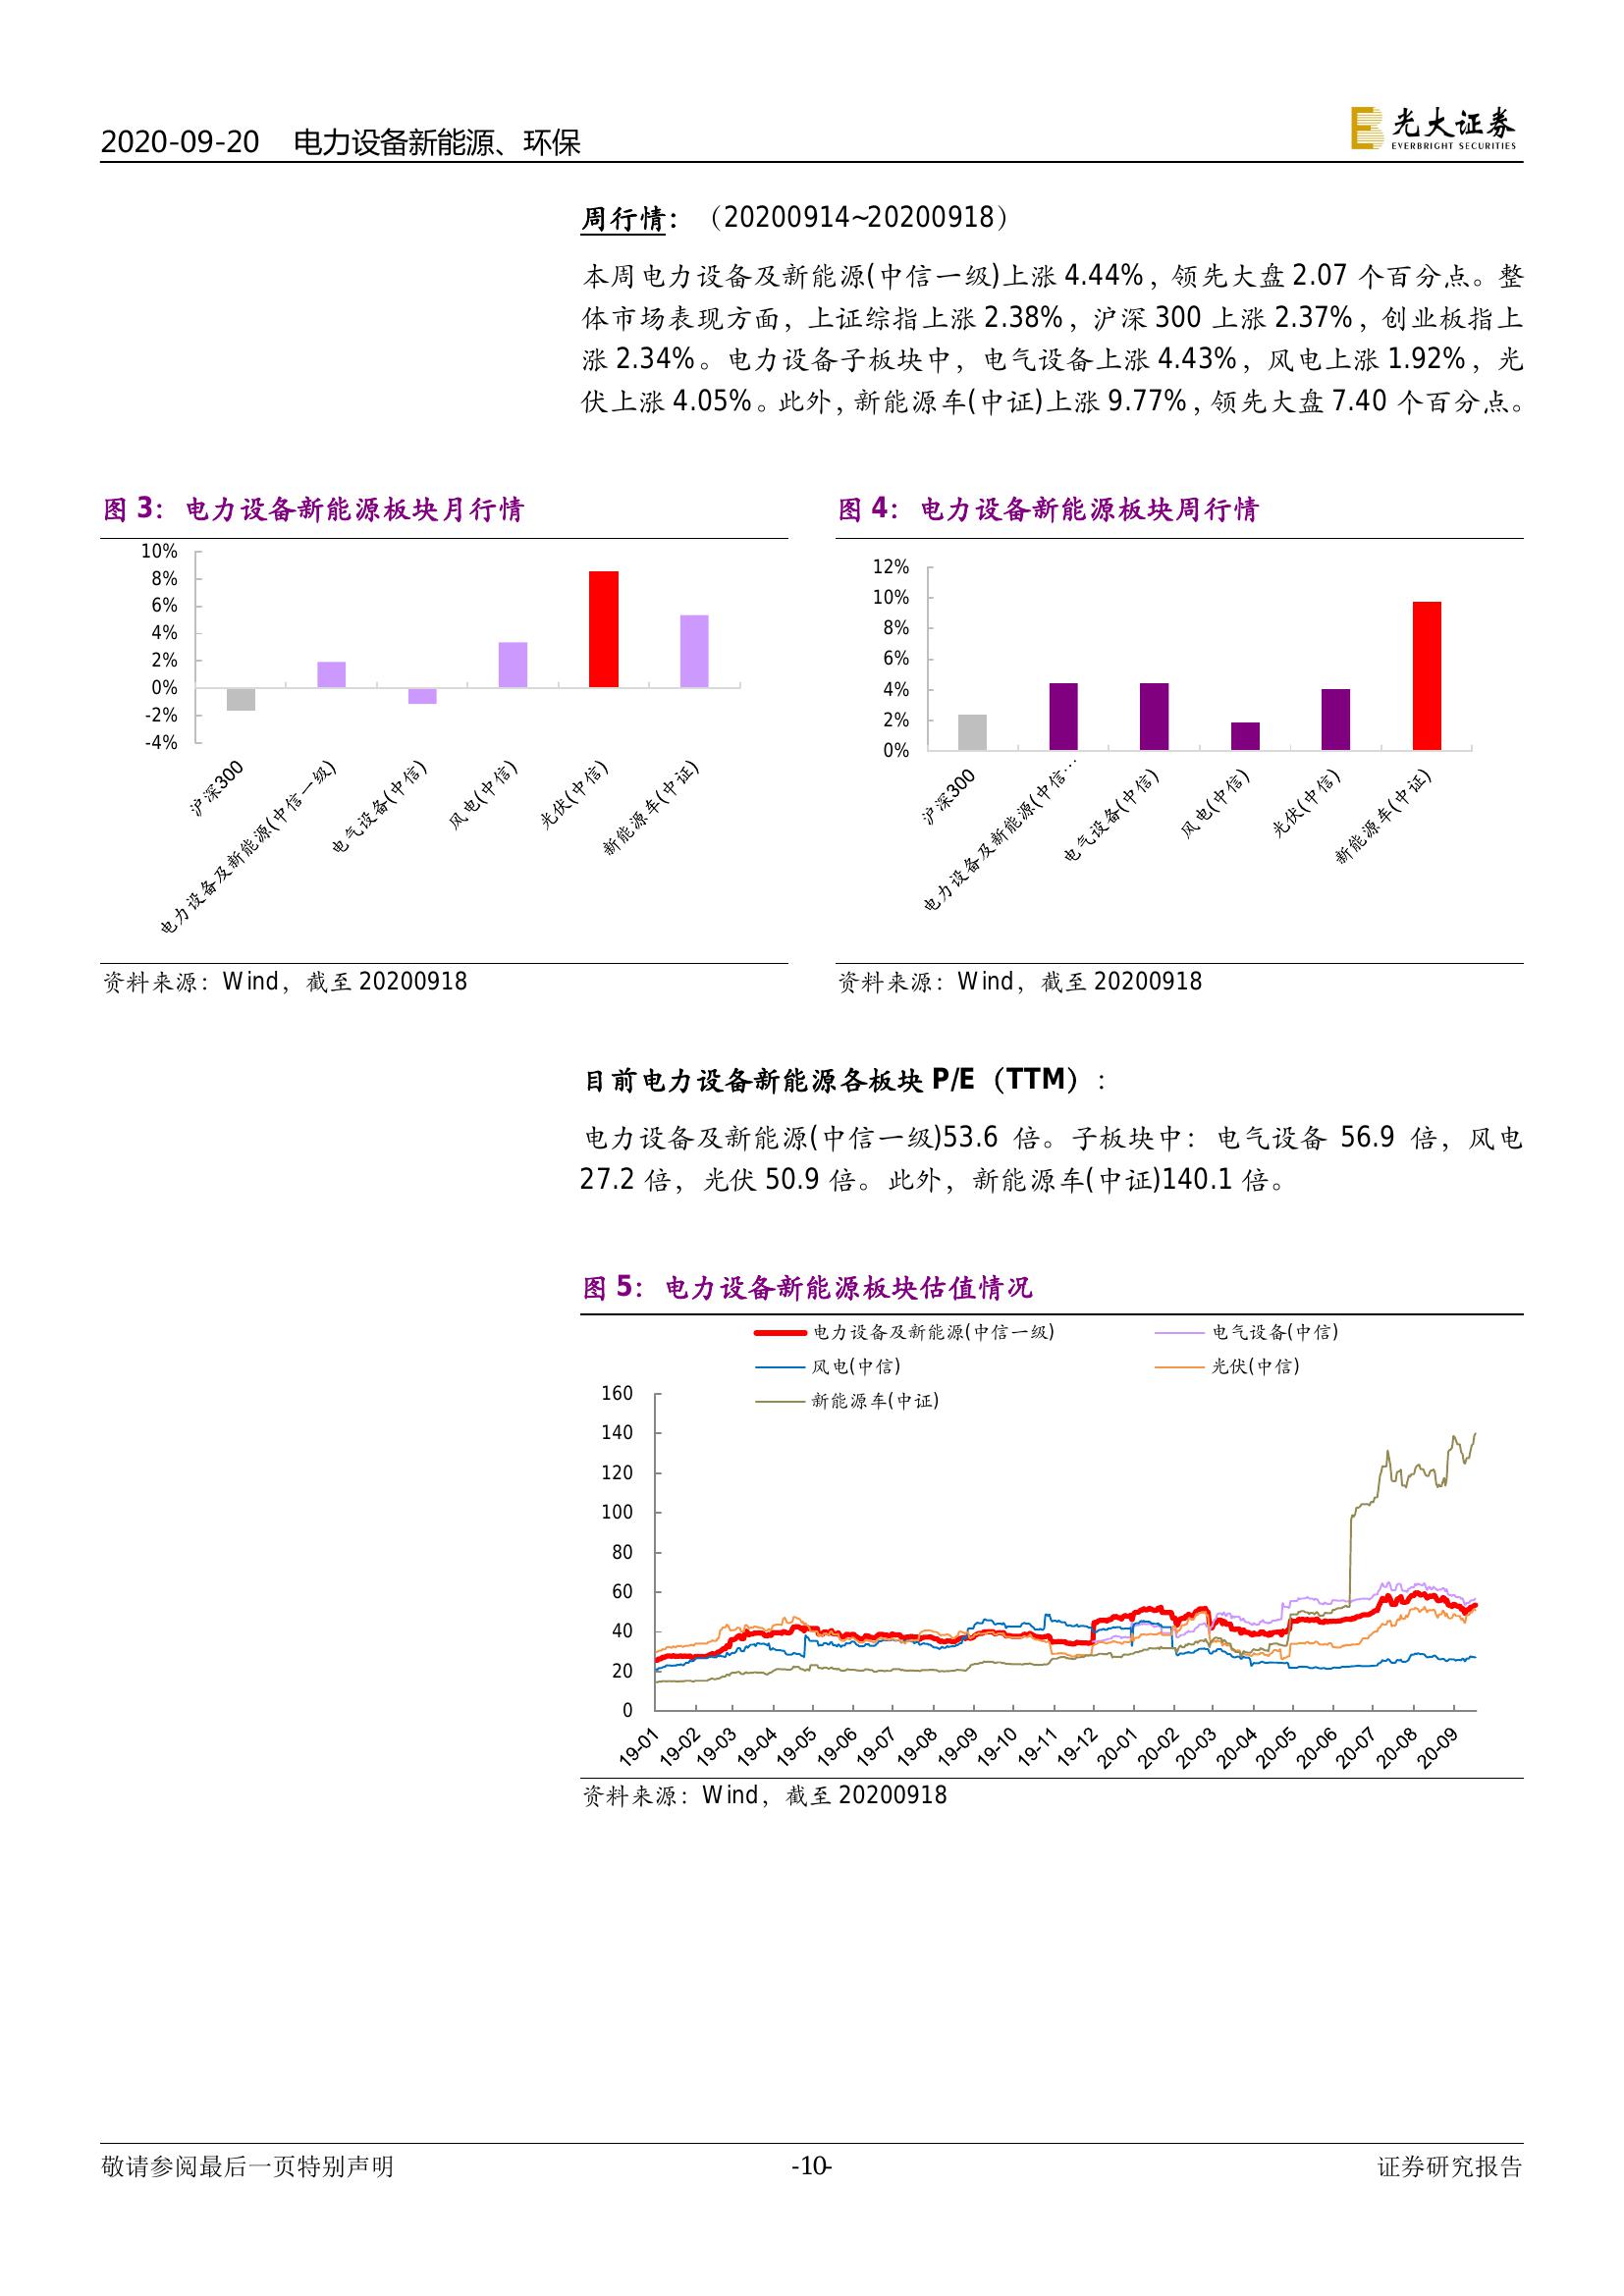 2020-09-20 电力设备新能源、环保
光大证券
EVERBRIGHT SECURITIES
周行情：（20200914~20200918）
本周电力设备及新能源(中信一级)上涨 4.44%，领先大盘 2.07 个百分点。整
体市场表现方面，上证综指上涨 2.38%，沪深 300 上涨 2.37%，创业板指上
涨 2.34%。电力设备子板块中，电气设备上涨 4.43%，风电上涨 1.92%，光
伏上涨 4.05%。此外，新能源车(中证)上涨 9.77%，领先大盘 7.40 个百分点。
图 3：电力设备新能源板块月行情
10%
8%
6%
4%
2%
0%
-2%
-4%
沪深300
电力设备及新能源(中信一级)
电气设备(中信)
风电(中信)
光伏(中信)
新能源车(中证)
资料来源：Wind，截至 20200918
图 4：电力设备新能源板块周行情
12%
10%
8%
6%
4%
2%
0%
沪深300
电力设备及新能源(中信…
电气设备(中信)
风电(中信)
光伏(中信)
新能源车(中证)
资料来源：Wind，截至 20200918
目前电力设备新能源各板块 P/E（TTM）：
电力设备及新能源(中信一级)53.6 倍。子板块中：电气设备 56.9 倍，风电
27.2 倍，光伏 50.9 倍。此外，新能源车(中证)140.1 倍。
图 5：电力设备新能源板块估值情况
电力设备及新能源(中信一级)
电气设备(中信)
风电(中信)
光伏(中信)
新能源车(中证)
160
140
120
100
80
60
40
20
0
19-01
19-02
19-03
19-04
19-05
19-06
19-07
19-08
19-09
19-10
19-11
19-12
20-01
20-02
20-03
20-04
20-05
20-06
20-07
20-08
20-09
资料来源：Wind，截至 20200918
敬请参阅最后一页特别声明
-10-
证券研究报告